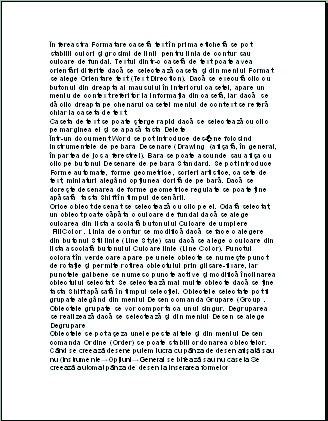 În fereastra Formatare casetă text în prima etichetă se pot
stabili culori și grosimi de linii pentru linia de contur sau
culoare de fundal. Textul dintr-o casetă de text poate avea
orientări diferite dacă se selectează caseta și din meniul Format
se alege Orientare text (Text Direction). Dacă se execută clic cu
butonul din dreapta al mausului în interiorul casetei, apare un
meniu de context referitor la informația din casetă, iar dacă se
dă clic dreapta pe chenarul casetei meniul de context se referă
chiar la caseta de text.
Caseta de text se poate șterge rapid dacă se selectează cu clic
pe marginea ei și se apasă tasta Delete
Într-un document Word se pot introduce desene folosind
instrumentele de pe bara Desenare (Drawing (afișată, în general,
în partea de jos a ferestrei). Bara se poate ascunde sau afișa cu
clic pe butonul Desenare de pe bara Standard. Se pot introduce
Forme automate, forme geometrice, scrieri artistice, casete de
text, miniaturi alegând opțiunea dorită de pe bară. Dacă se
dorește desenarea de forme geometrice regulate se poate ține
apăsată tasta Shift în timpul desenării.
Orice obiect desenat se selectează cu clic pe el. Odată selectat,
un obiect poate căpăta o culoare de fundal dacă se alege
culoarea din lista asociată butonului Culoare de umplere
Fill Color . Linia de contur se modifică dacă se face o alegere
din butonul Stil linie (Line Style) sau dacă se alege o culoare din
lista asociată butonului Culoare linie (Line Color). Punctul
colorat în verde care apare pe unele obiecte se numește punct
de rotație și permite rotirea obiectului prin glisare-tragere, iar
punctele galbene se numesc puncte active și modifică înclinarea
obiectului selectat. Se selectează mai multe obiecte dacă se ține
tasta Shift apăsată în timpul selecției. Obiectele selectate pot fi
grupate alegând din meniul Desen comanda Grupare (Group .
Obiectele grupate se vor comporta ca unul singur. Degruparea
se realizează dacă se selectează și din meniul Desen se alege
Degrupare
Obiectele se pot așeza unele peste altele și din meniul Desen
comanda Ordine (Order) se poate stabili ordonarea obiectelor.
Când se creează desene putem lucra cu pânza de desen afișată sau
nu (Instrumente→Opțiuni→General se bifează sau nu caseta Se
creează automat pânza de desen la inserarea formelor